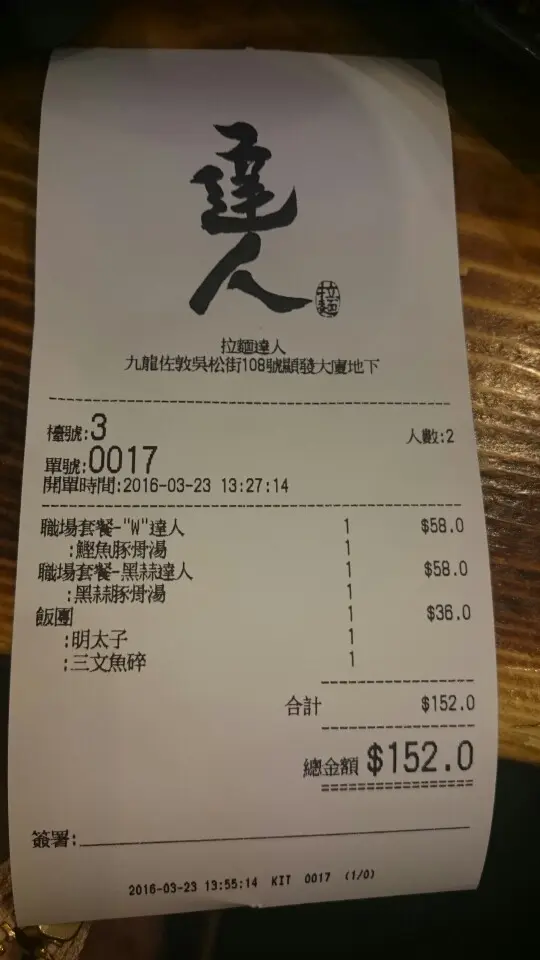 達人
拉麵
拉麵達人
九龍佐敦吳松街108號顯發大廈地下
檯號:3
人數:2
單號:0017
開單時間:2016-03-23 13:27:14
職場套餐-"W"達人 1 $58.0
:鰹魚豚骨湯 1
職場套餐-黑蒜達人 1 $58.0
:黑蒜豚骨湯 1
飯團 1 $36.0
:明太子 1
:三文魚碎 1
合計 $152.0
總金額 $152.0
簽署:
2016-03-23 13:55:14 KIT 0017 (1/0)